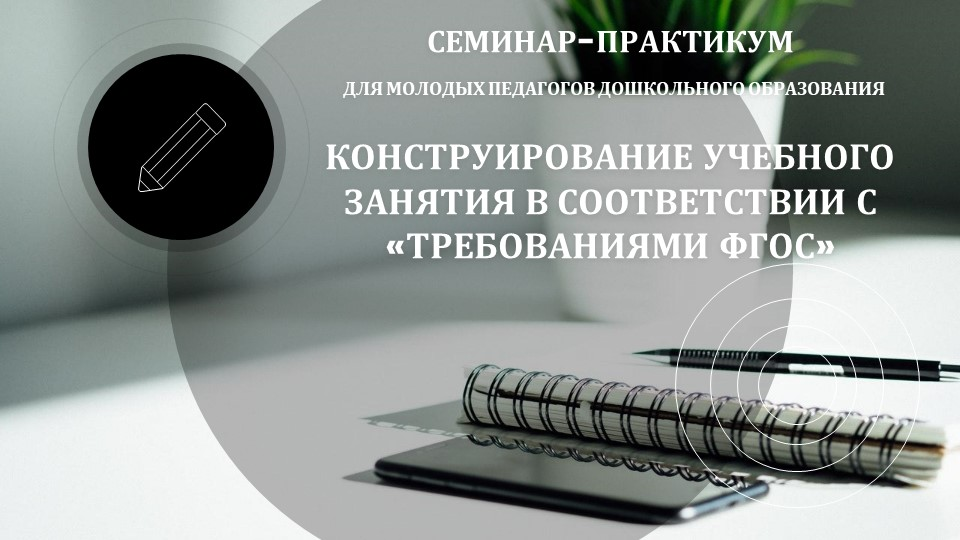 СЕМИНАР-ПРАКТИКУМ
ДЛЯ МОЛОДЫХ ПЕДАГОГОВ ДОШКОЛЬНОГО ОБРАЗОВАНИЯ
КОНСТРУИРОВАНИЕ УЧЕБНОГО
ЗАНЯТИЯ В СООТВЕТСТВИИ С
«ТРЕБОВАНИЯМИ ФГОС»